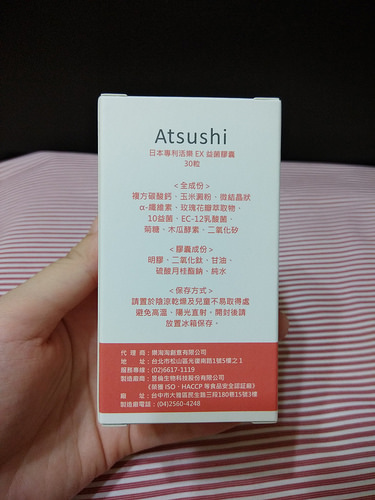 Atsushi
日本專利活樂 EX 益菌膠囊
30粒
<全成份>
複方碳酸鈣、玉米澱粉、微結晶狀
α-纖維素、玫瑰花瓣萃取物、
10益菌、EC-12乳酸菌、
菊糖、木瓜酵素、二氧化矽
<膠囊成份>
明膠、二氧化鈦、甘油、
硫酸月桂酯鈉、純水
<保存方式>
請置於陰涼乾燥及兒童不易取得處
避免高溫、陽光直射。開封後請
放置冰箱保存。
代 理 商：樂淘淘創意有限公司
地　　址：台北市松山區光復南路1號5樓之1
服務專線：(02)6617-1119
製造廠商：昱倫生物科技股份有限公司
《榮獲 ISO、HACCP 等食品安全認証廠》
廠　　址：台中市大雅區民生路三段180巷15號3樓
製造廠電話：(04)2560-4248